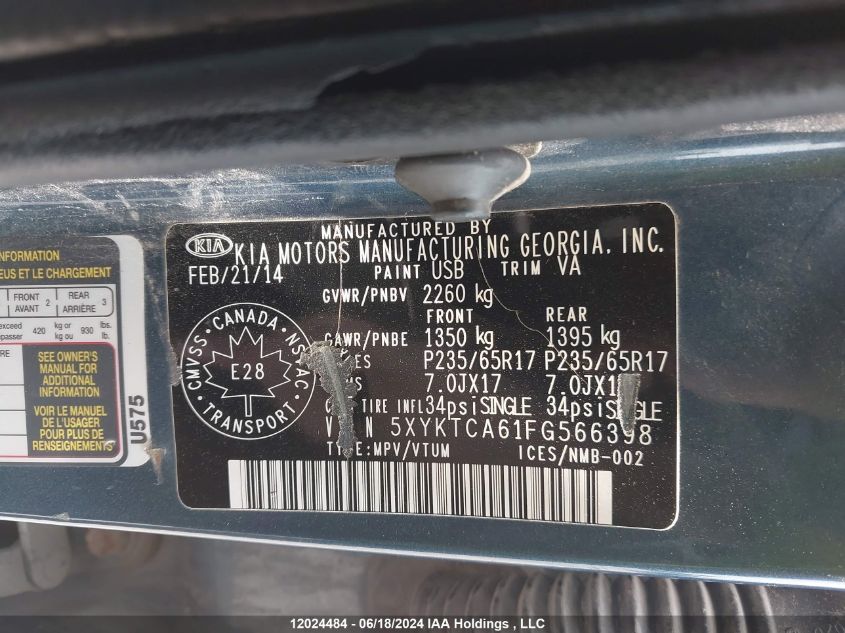 INFORMATION
EUS ET LE CHARGEMENT
FRONT AVANT 2 REAR ARRIÈRE 3
exceed 420 kg or kg ou 930 lbs. lb.
SEE OWNER'S
MANUAL FOR
ADDITIONAL
INFORMATION
VOIR LE MANUEL
DE L'USAGER
POUR PLUS DE
RENSEIGNEMENTS
U575
MANUFACTURED BY
KIA KIA MOTORS MANUFACTURING GEORGIA, INC.
FEB/21/14 PAINT USB TRIM VA
GVWR/PNBV 2260 kg
FRONT REAR
GAWR/PNBE 1350 kg 1395 kg
P235/65R17 P235/65R17
7.0JX17
TIRE INFL 34psi SINGLE 34psi
5XYKTCA61FG566398
TYPE:MPV/VTUM ICES/NMB-002
CANADA
CMVSS
E28
TRANSPORT
12024484 - 06/18/2024 IAA Holdings , LLC